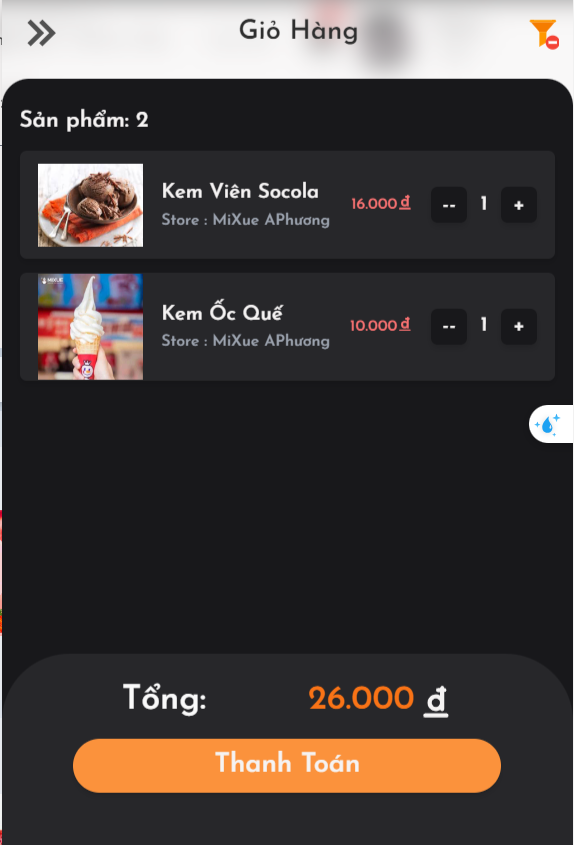 Giỏ Hàng
Sản phẩm: 2
Kem Viên Socola
Store : MiXue APhương
16.000 đ
-- 1 +
Kem Ốc Quế
Store : MiXue APhương
10.000 đ
-- 1 +
Tổng: 26.000 đ
Thanh Toán